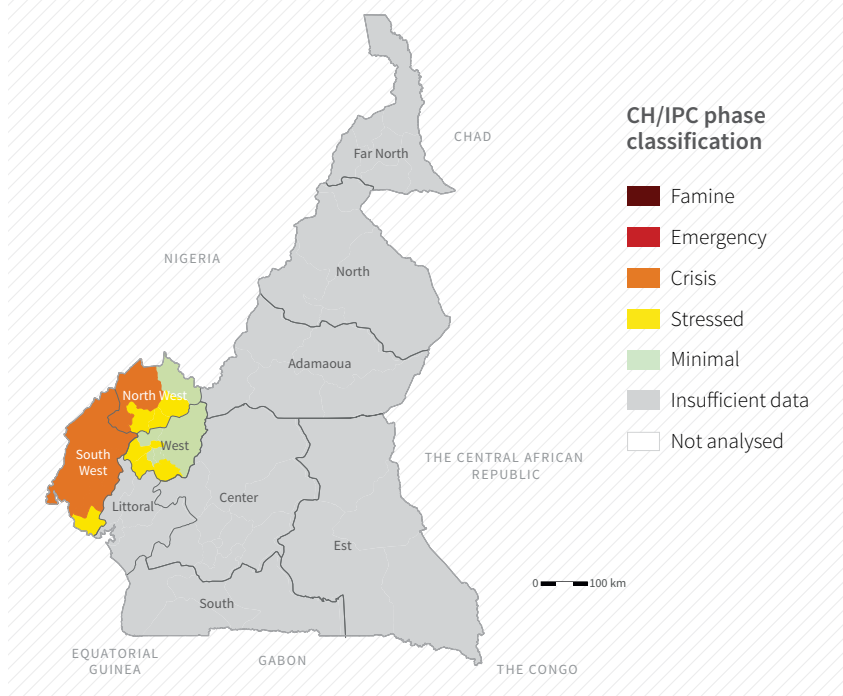 CH/IPC phase
classification
Famine
Emergency
Crisis
Stressed
Minimal
Insufficient data
Not analysed
CHAD
Far North
NIGERIA
North
Adamaoua
North West
West
South
West
THE CENTRAL AFRICAN
REPUBLIC
Center
Littoral
Est
0 100 km
South
EQUATORIAL
GUINEA
GABON
THE CONGO